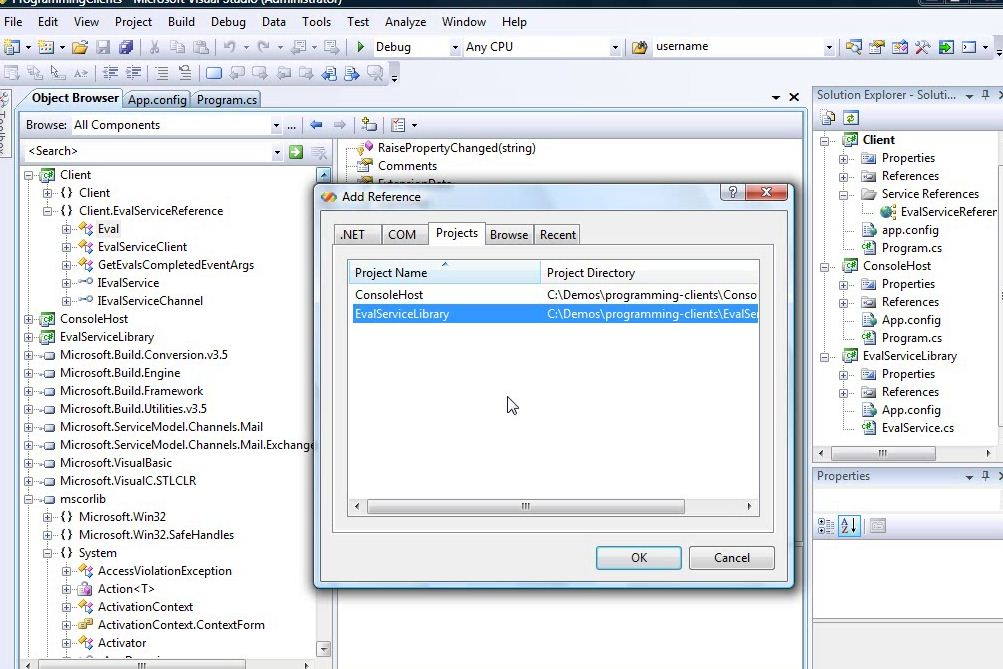 ProgrammingClients - Microsoft Visual Studio (Administrator)
File Edit View Project Build Debug Data Tools Test Analyze Window Help
Debug Any CPU username
Object Browser App.config Program.cs
Browse: All Components ...
<Search>
Client
Client
Client.EvalServiceReference
Eval
EvalServiceClient
GetEvalsCompletedEventArgs
IEvalService
IEvalServiceChannel
ConsoleHost
EvalServiceLibrary
Microsoft.Build.Conversion.v3.5
Microsoft.Build.Engine
Microsoft.Build.Framework
Microsoft.Build.Utilities.v3.5
Microsoft.ServiceModel.Channels.Mail
Microsoft.ServiceModel.Channels.Mail.Exchange
Microsoft.VisualBasic
Microsoft.VisualC.STLCLR
mscorlib
Microsoft.Win32
Microsoft.Win32.SafeHandles
System
AccessViolationException
Action<T>
ActivationContext
ActivationContext.ContextForm
Activator
RaisePropertyChanged(string)
Comments
ExtensionData
Add Reference
.NET COM Projects Browse Recent
Project Name Project Directory
ConsoleHost C:\Demos\programming-clients\Conso
EvalServiceLibrary C:\Demos\programming-clients\EvalSe
OK Cancel
Solution Explorer - Soluti...
Client
Properties
References
Service References
EvalServiceReferen
app.config
Program.cs
ConsoleHost
Properties
References
App.config
Program.cs
EvalServiceLibrary
Properties
References
App.config
EvalService.cs
Properties
Toolbox